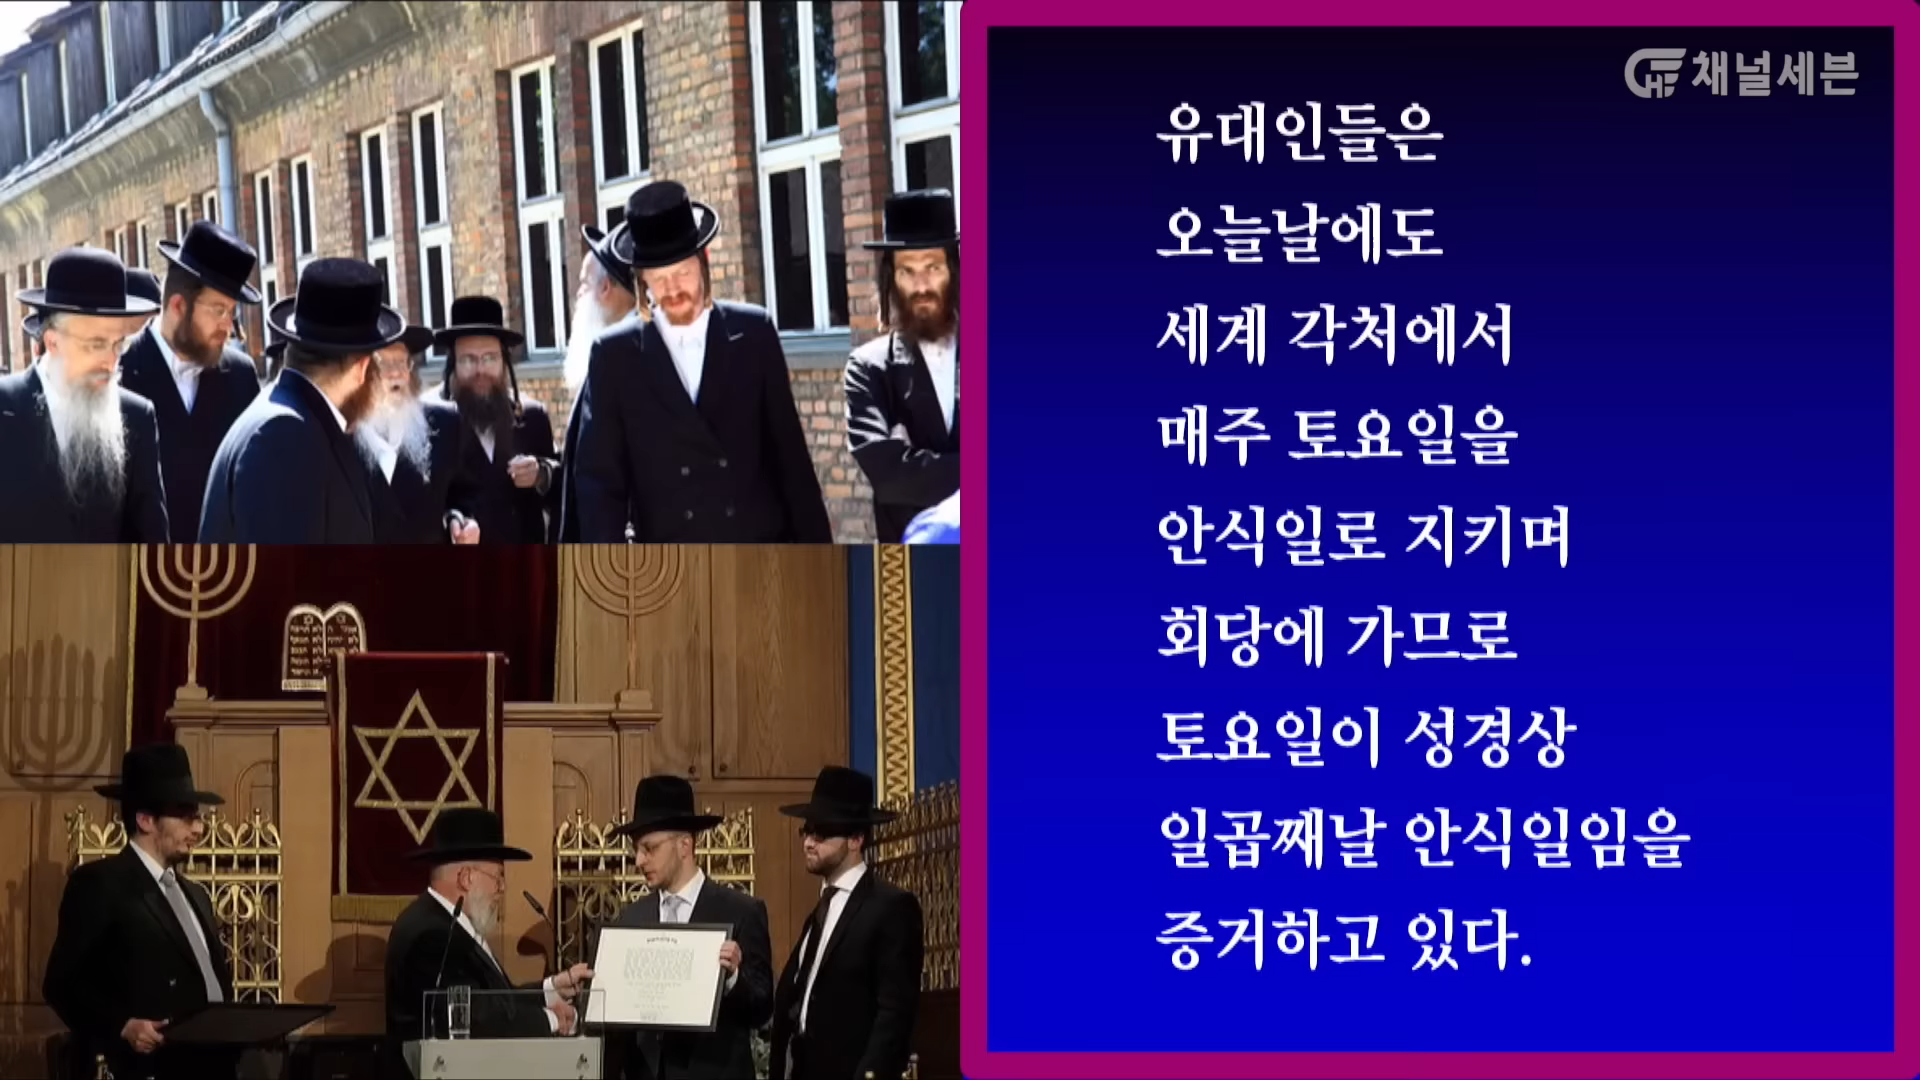 채널세븐
유대인들은
오늘날에도
세계 각처에서
매주 토요일을
안식일로 지키며
회당에 가므로
토요일이 성경상
일곱째날 안식일임을
증거하고 있다.